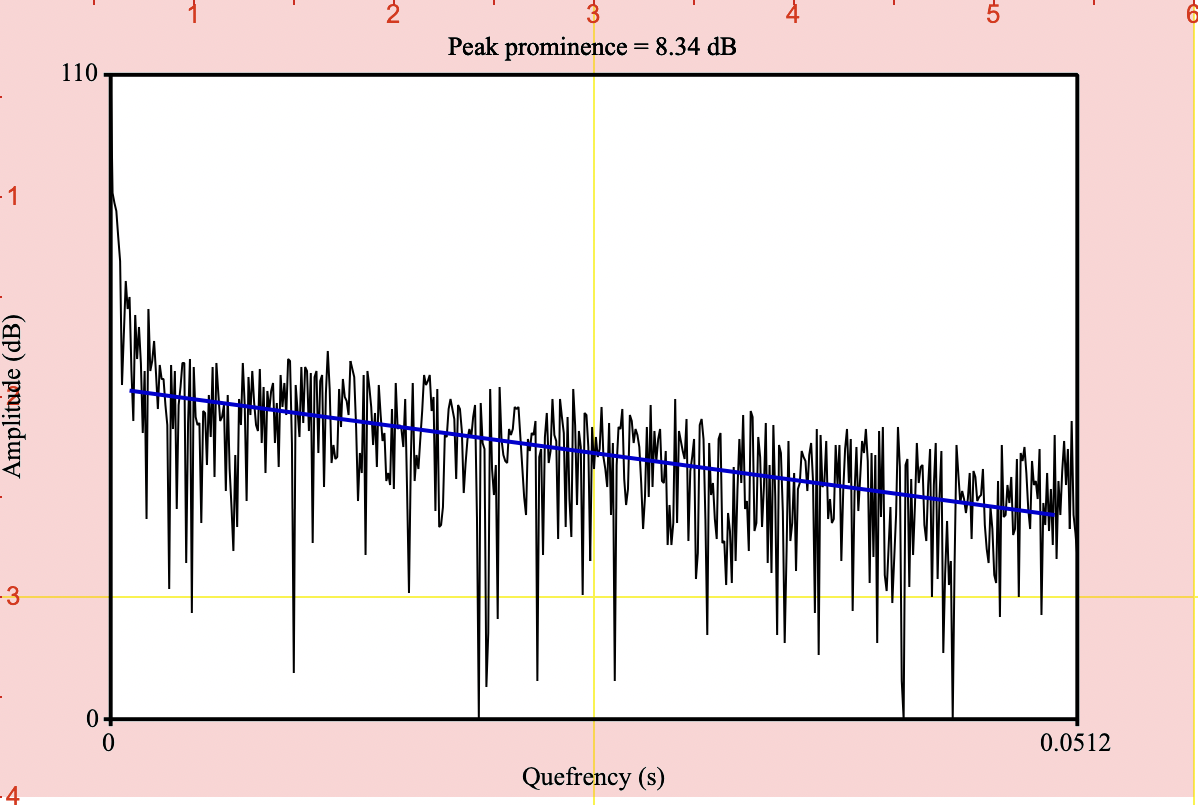 1 2 3 4 5 6
Peak prominence = 8.34 dB
110
1
Amplitude (dB)
3
0
0 0.0512
Quefrency (s)
4